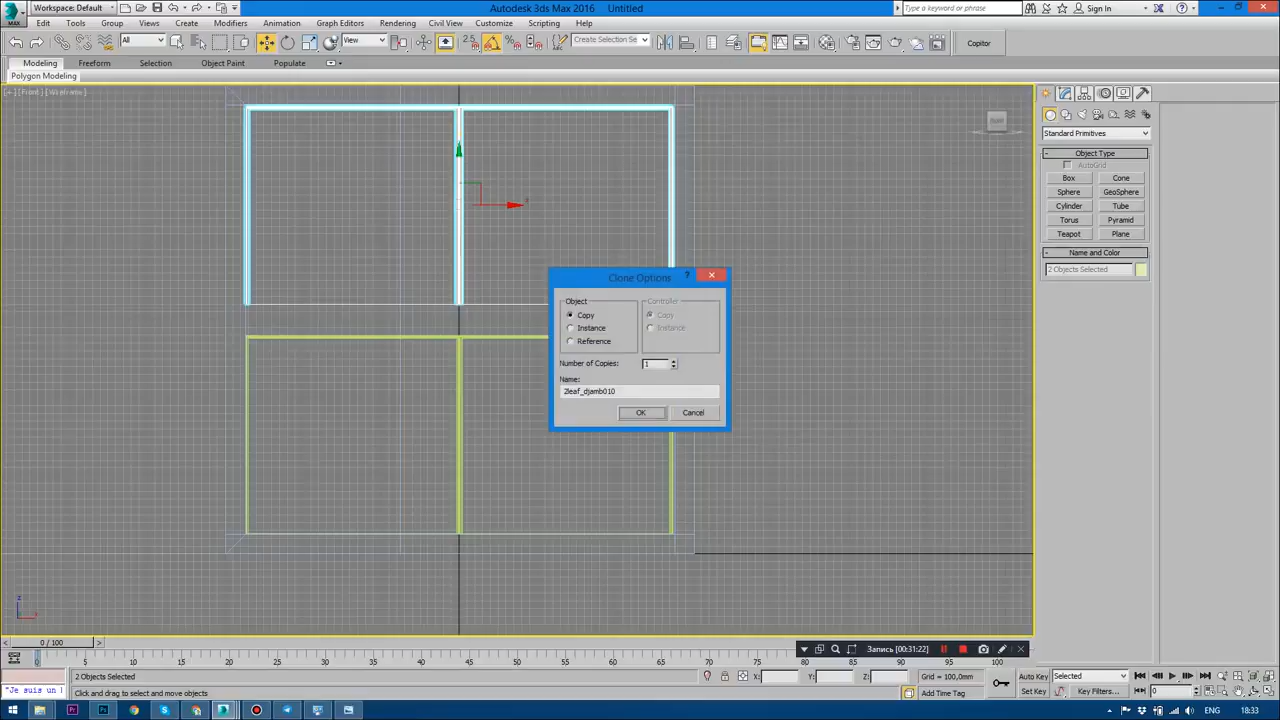 Workspace: Default
Autodesk 3ds Max 2016 Untitled
Type a keyword or phrase
Sign In
MAX
Edit Tools Group Views Create Modifiers Animation Graph Editors Rendering Civil View Customize Scripting Help
All
View
2.5
Create Selection Se
Copitor
Modeling Freeform Selection Object Paint Populate
Polygon Modeling
[+] [Front] [Wireframe]
Standard Primitives
Object Type
AutoGrid
Box Cone
Sphere GeoSphere
Cylinder Tube
Torus Pyramid
Teapot Plane
Name and Color
2 Objects Selected
x
Clone Options
Object
Copy
Instance
Reference
Controller
Copy
Instance
Number of Copies: 1
Name:
2leaf_djamb010
OK Cancel
z
x
0 / 100
Запись [00:31:22]
0 5 10 15 20 25 30 35 40 45 50 55 60 65 70 75 80 85 90 95 100
2 Objects Selected
X: Y: Z:
Grid = 100,0mm
Auto Key
Selected
"Je suis un l
Click and drag to select and move objects
Add Time Tag
Set Key
Key Filters...
0
ENG
18:33